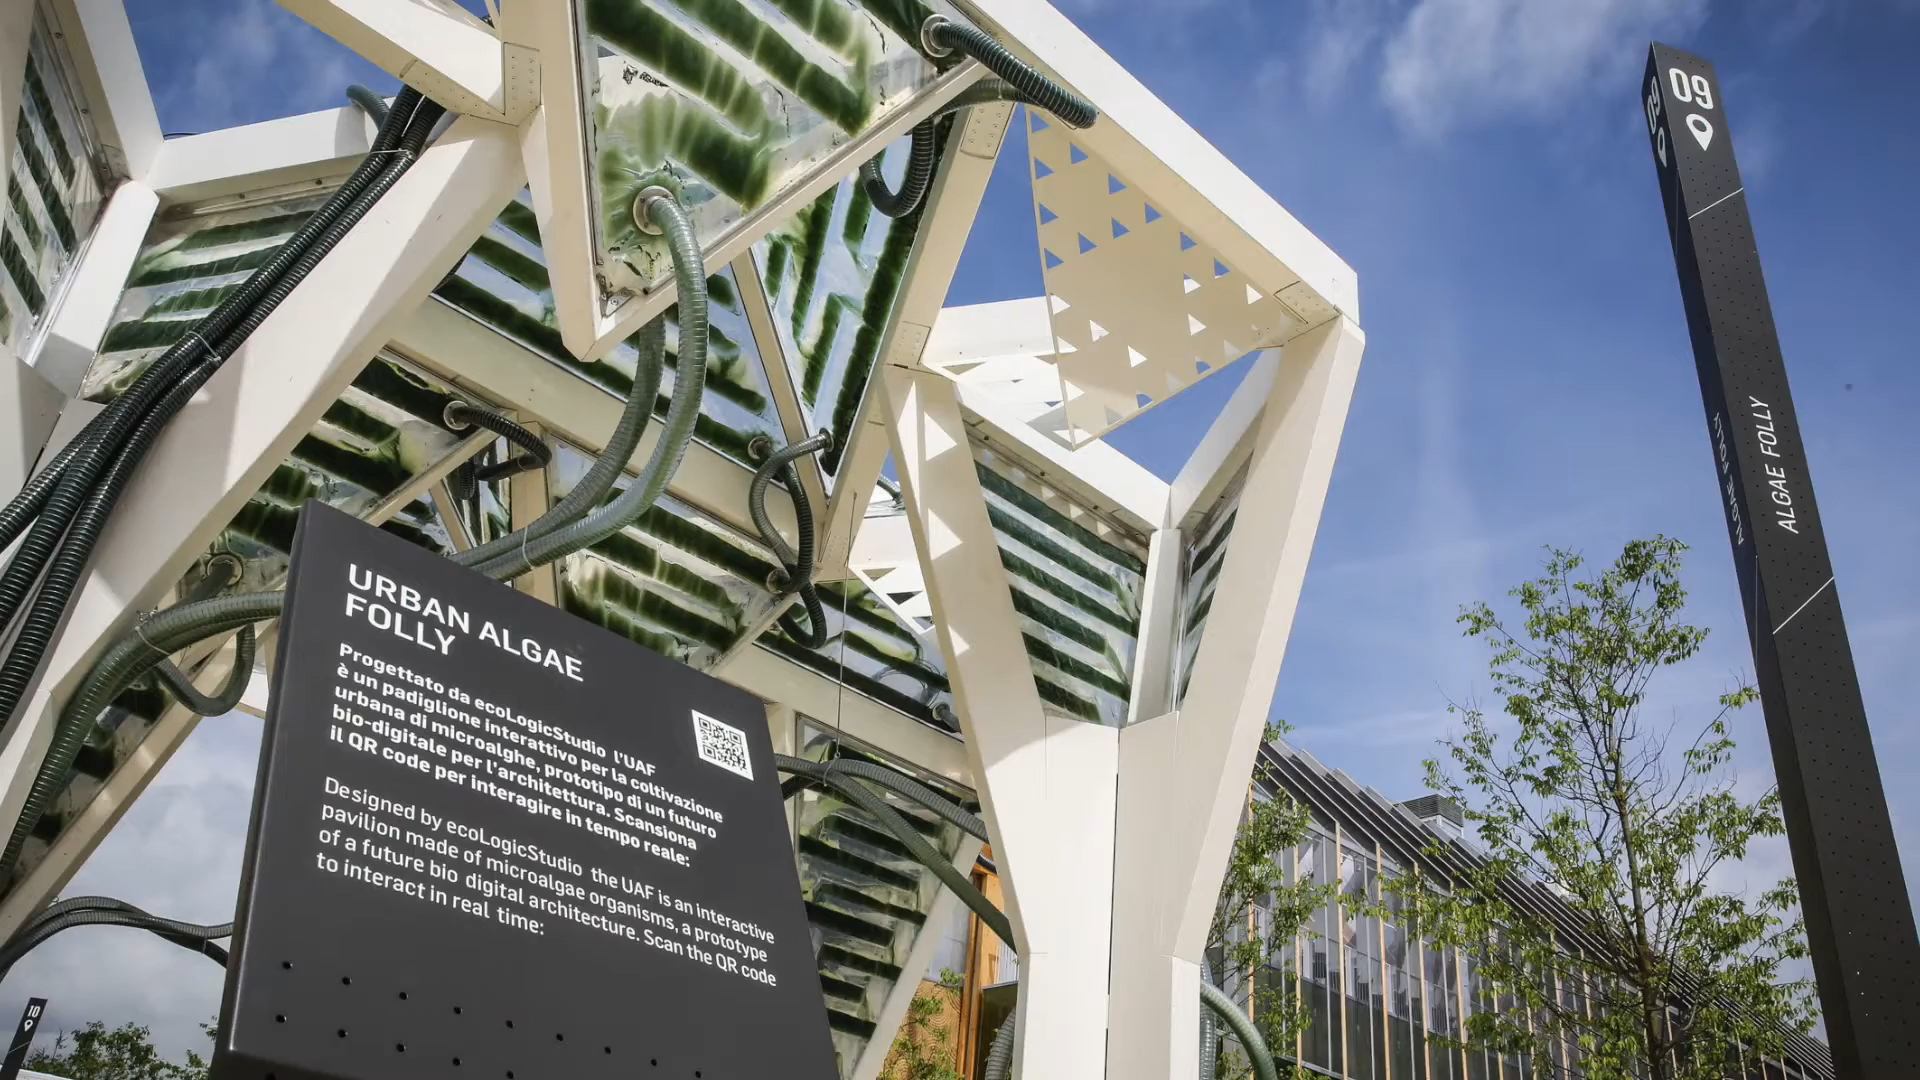 URBAN ALGAE
FOLLY
Progettato da ecoLogicStudio l'UAF
è un padiglione interattivo per la coltivazione
urbana di microalghe, prototipo di un futuro
bio-digitale per l'architettura. Scansiona
il QR code per interagire in tempo reale:
Designed by ecoLogicStudio the UAF is an interactive
pavilion made of microalgae organisms, a prototype
of a future bio digital architecture. Scan the QR code
to interact in real time:
09
09
ALGAE FOLLY
ALGAE FOLLY
10